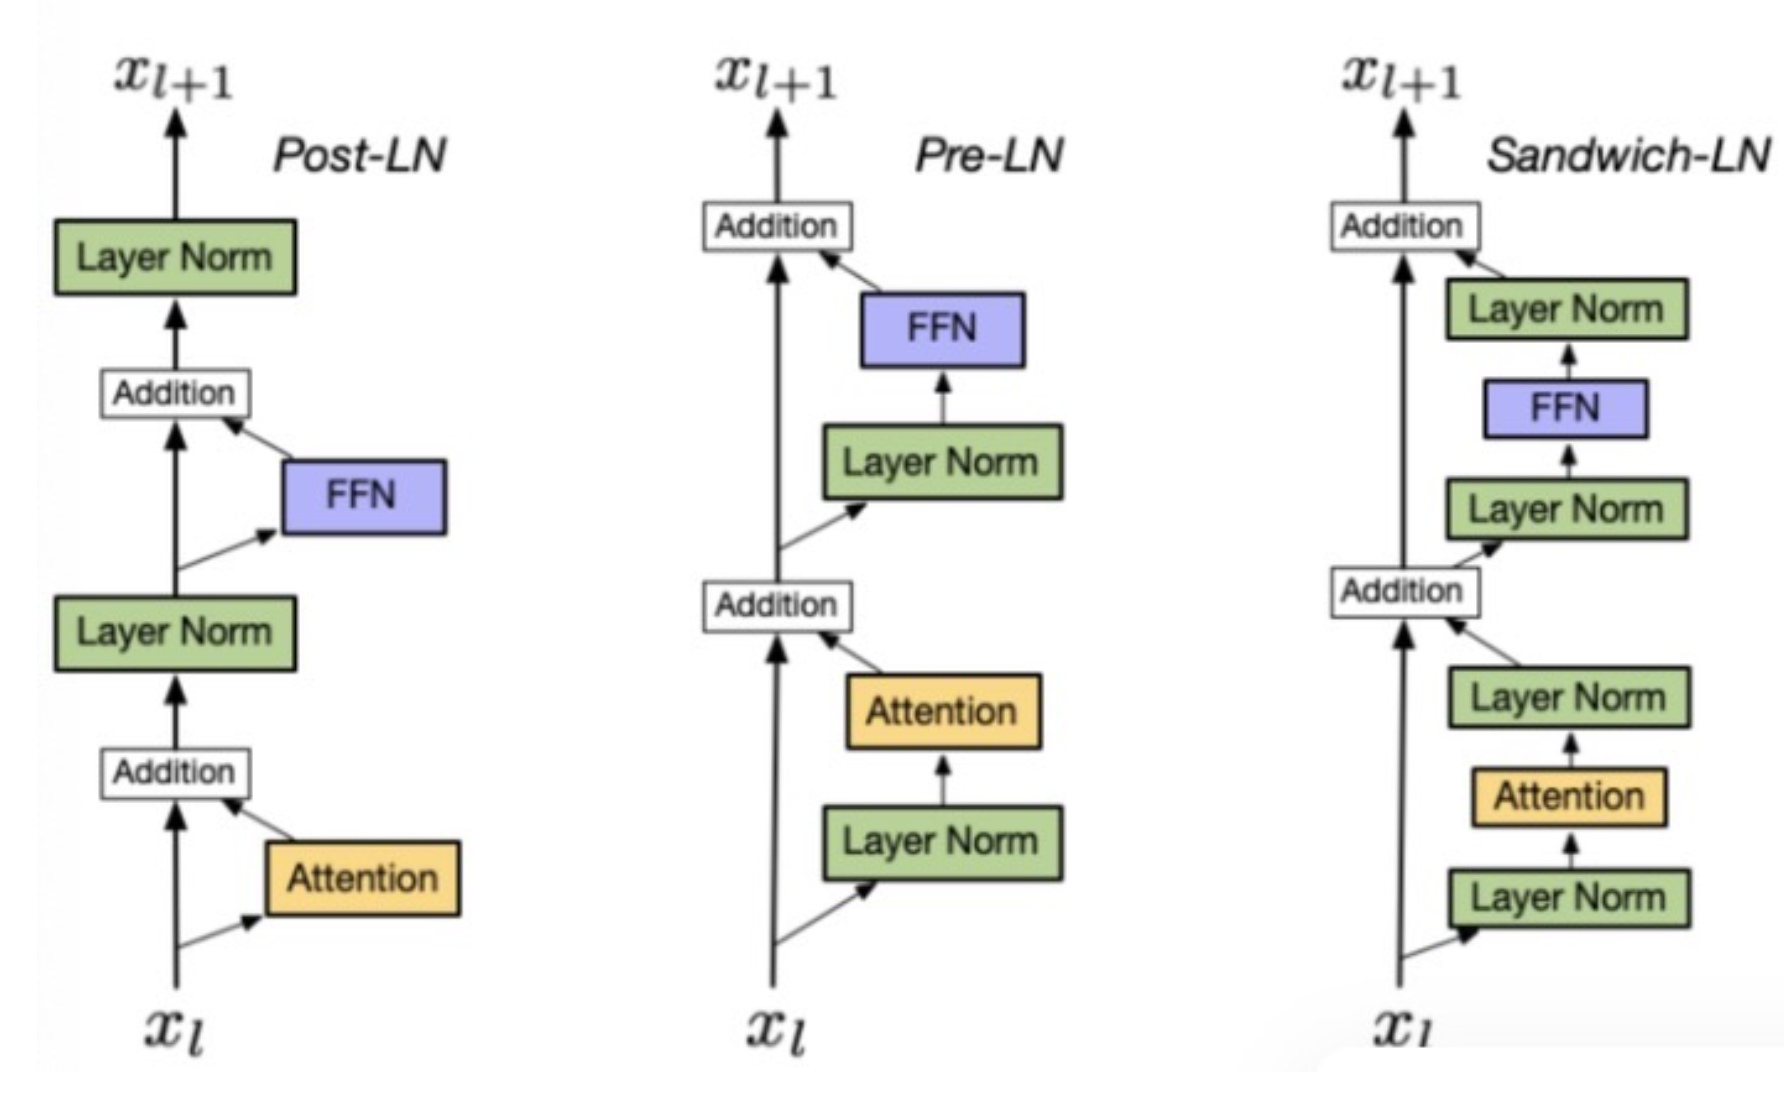 x_{l+1}
Post-LN
Layer Norm
Addition
FFN
Layer Norm
Addition
Attention
x_l
x_{l+1}
Pre-LN
Addition
FFN
Layer Norm
Addition
Attention
Layer Norm
x_l
x_{l+1}
Sandwich-LN
Addition
Layer Norm
FFN
Layer Norm
Addition
Layer Norm
Attention
Layer Norm
x_l